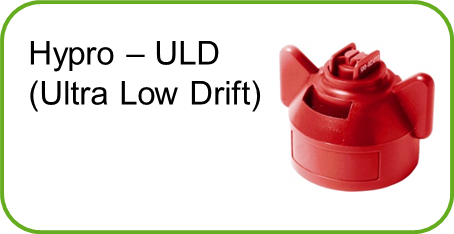 Hypro – ULD
(Ultra Low Drift)